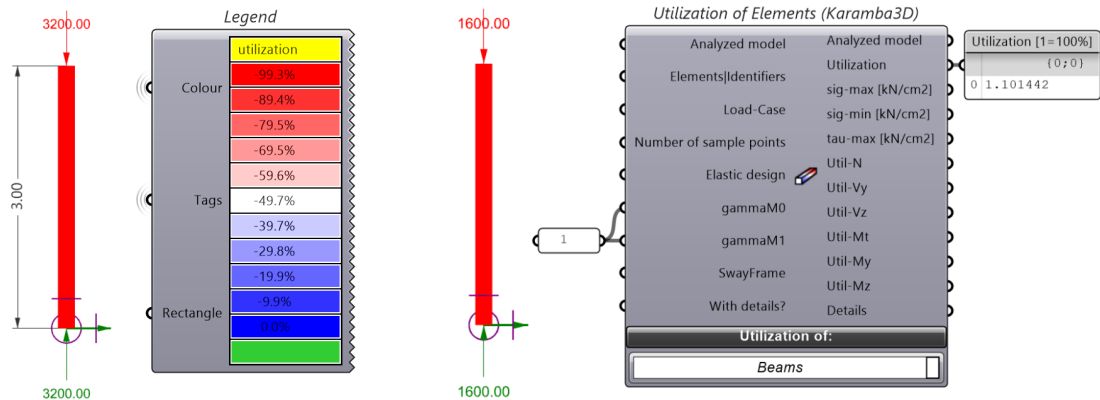 3200.00
3.00
3200.00
Legend
Colour
Tags
Rectangle
utilization
-99.3%
-89.4%
-79.5%
-69.5%
-59.6%
-49.7%
-39.7%
-29.8%
-19.9%
-9.9%
0.0%
1600.00
1600.00
1
Utilization of Elements (Karamba3D)
Analyzed model
Elements|Identifiers
Load-Case
Number of sample points
Elastic design
gammaM0
gammaM1
SwayFrame
With details?
Analyzed model
Utilization
sig-max [kN/cm2]
sig-min [kN/cm2]
tau-max [kN/cm2]
Util-N
Util-Vy
Util-Vz
Util-Mt
Util-My
Util-Mz
Details
Utilization of:
Beams
Utilization [1=100%]
{0;0}
0 1.101442